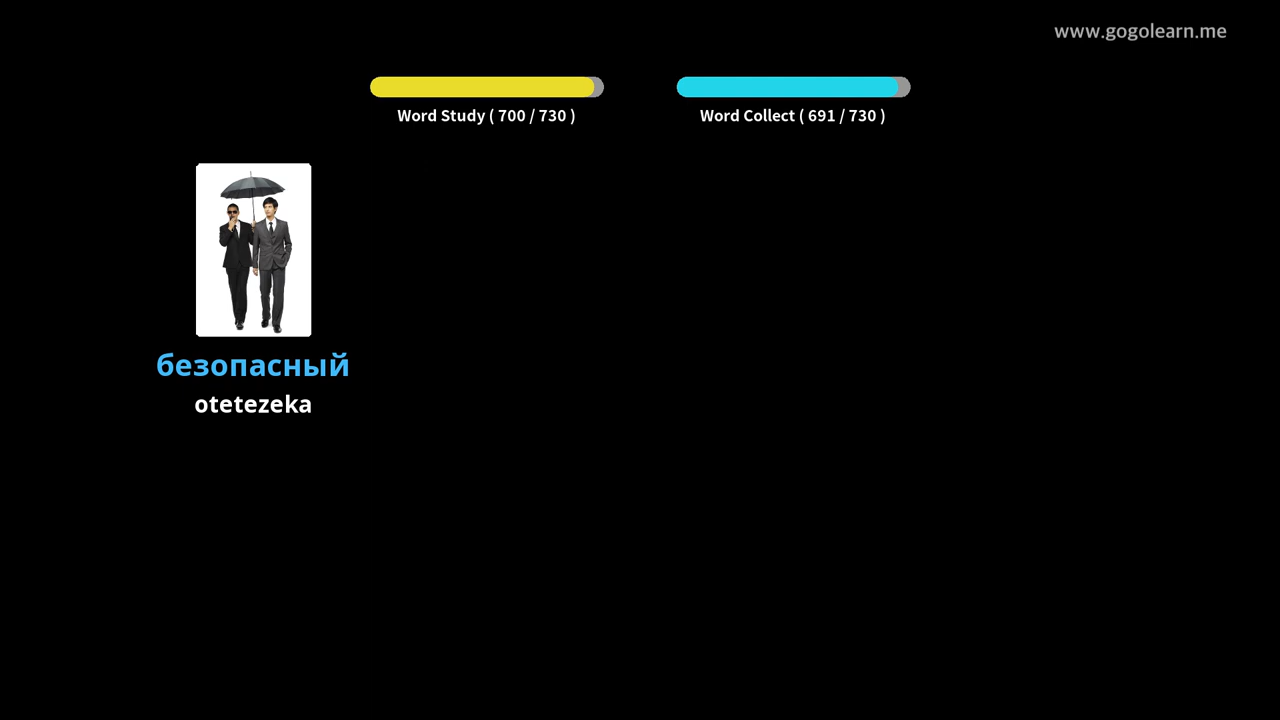 www.gogolearn.me
Word Study ( 700 / 730 )
Word Collect ( 691 / 730 )
безопасный
otetezeka